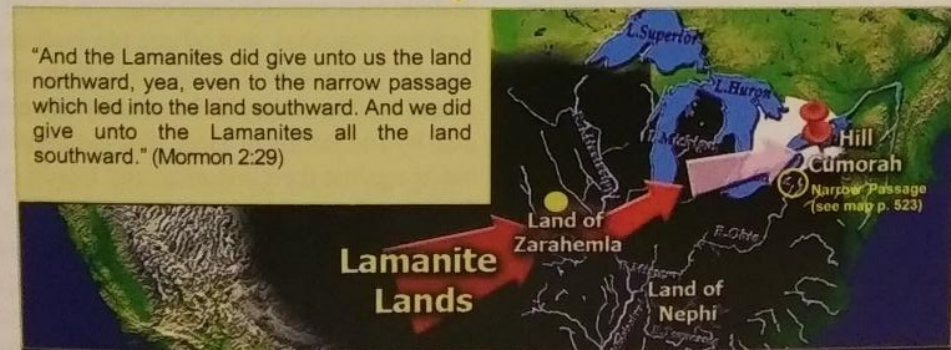 "And the Lamanites did give unto us the land
northward, yea, even to the narrow passage
which led into the land southward. And we did
give unto the Lamanites all the land
southward." (Mormon 2:29)
L.Superior
L.Huron
L.Michigan
Hill
Cumorah
Narrow Passage
(see map p. 523)
Land of
Zarahemla
R.Ohio
Lamanite
Lands
Land of
Nephi